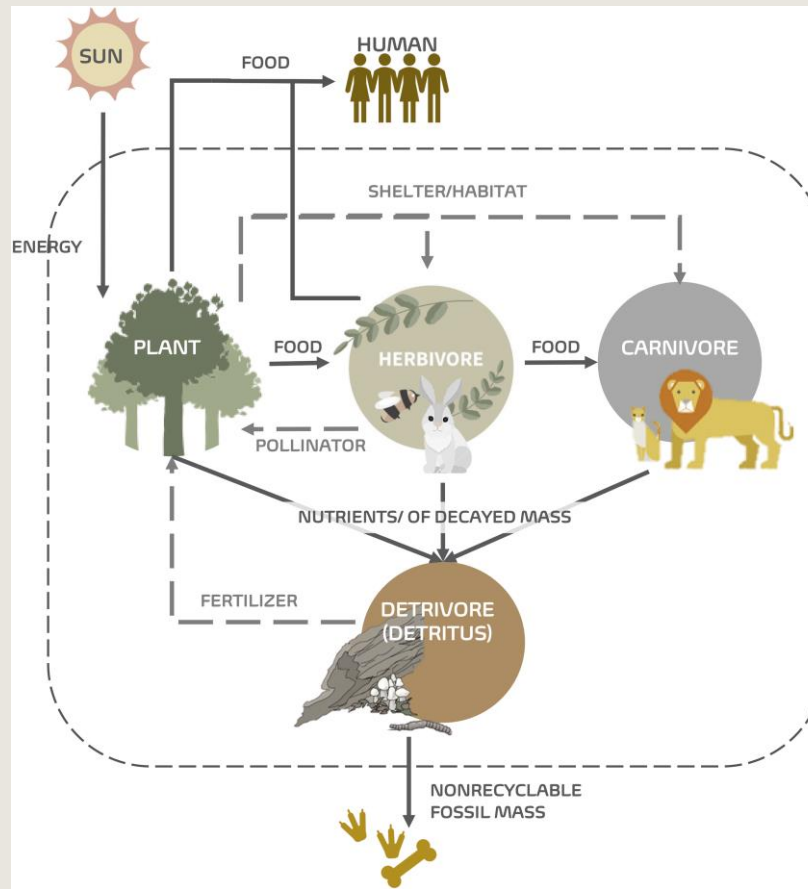 SUN
HUMAN
FOOD
SHELTER/HABITAT
ENERGY
PLANT
FOOD
HERBIVORE
FOOD
CARNIVORE
POLLINATOR
NUTRIENTS/ OF DECAYED MASS
FERTILIZER
DETRIVORE
(DETRITUS)
NONRECYCLABLE
FOSSIL MASS